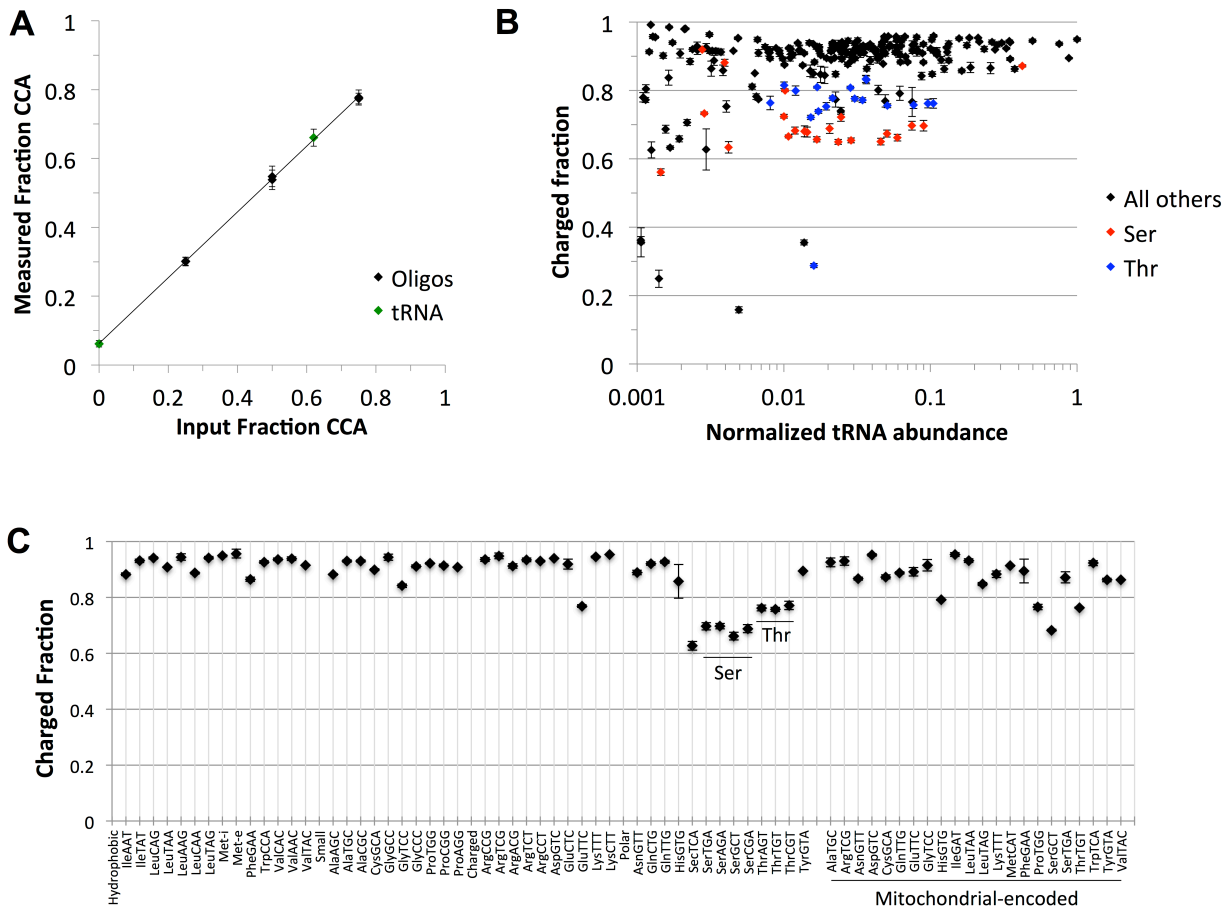 A
1
0.8
0.6
0.4
0.2
0
0 0.2 0.4 0.6 0.8 1
Measured Fraction CCA
Input Fraction CCA
Oligos
tRNA
B
1
0.8
0.6
0.4
0.2
0
0.001 0.01 0.1 1
Charged fraction
Normalized tRNA abundance
All others
Ser
Thr
C
1
0.8
0.6
0.4
0.2
0
Charged Fraction
Ser
Thr
Hydrophobic
IleAAT
IleTAT
LeuCAG
LeuTAA
LeuAAG
LeuCAA
LeuTAG
Met-i
Met-e
PheGAA
TrpCCA
ValCAC
ValAAC
ValTAC
Small
AlaAGC
AlaTGC
AlaCGC
CysGCA
GlyGCC
GlyTCC
GlyCCC
ProTGG
ProCGG
ProAGG
Charged
ArgCCG
ArgTCG
ArgACG
ArgTCT
ArgCCT
AspGTC
GluCTC
GluTTC
LysTTT
LysCTT
Polar
AsnGTT
GlnCTG
GlnTTG
HisGTG
SecTCA
SerTGA
SerAGA
SerGCT
SerCGA
ThrAGT
ThrTGT
ThrCGT
TyrGTA
AlaTGC
ArgTCG
AsnGTT
AspGTC
CysGCA
GlnTTG
GluTTC
GlyTCC
HisGTG
IleGAT
LeuTAA
LeuTAG
LysTTT
MetCAT
PheGAA
ProTGG
SerGCT
SerTGA
ThrTGT
TrpTCA
TyrGTA
ValTAC
Mitochondrial-encoded